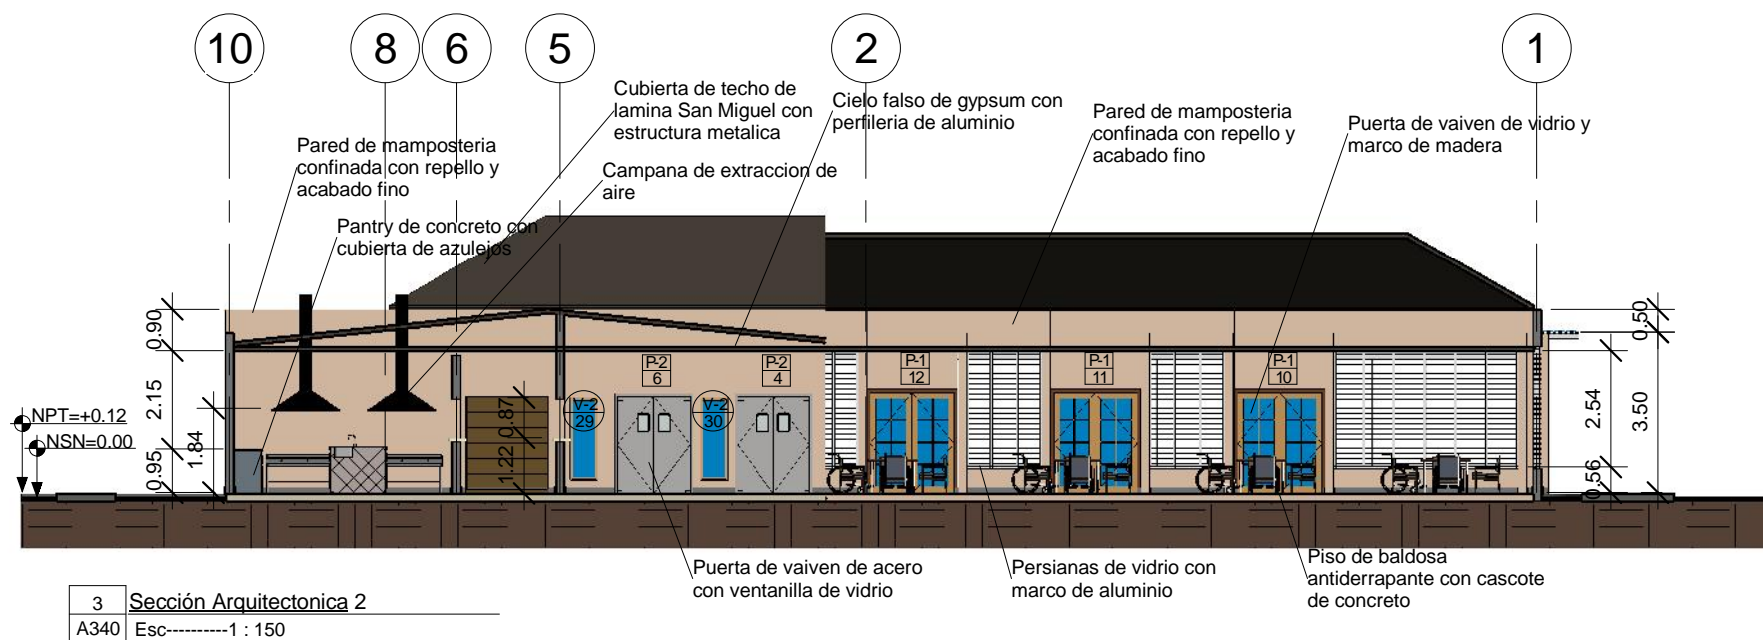 10
8
6
5
2
1
Cubierta de techo de
lamina San Miguel con
estructura metalica
Cielo falso de gypsum con
perfileria de aluminio
Pared de mamposteria
confinada con repello y
acabado fino
Puerta de vaiven de vidrio y
marco de madera
Pared de mamposteria
confinada con repello y
acabado fino
Campana de extraccion de
aire
Pantry de concreto con
cubierta de azulejos
0.90
2.15
0.95
1.84
NPT=+0.12
NSN=0.00
0.87
1.22
V-2
29
P-2
6
V-2
30
P-2
4
P-1
12
P-1
11
P-1
10
0.50
2.54
3.50
0.56
Puerta de vaiven de acero
con ventanilla de vidrio
Persianas de vidrio con
marco de aluminio
Piso de baldosa
antiderrapante con cascote
de concreto
3 Sección Arquitectonica 2
A340 Esc----------1 : 150